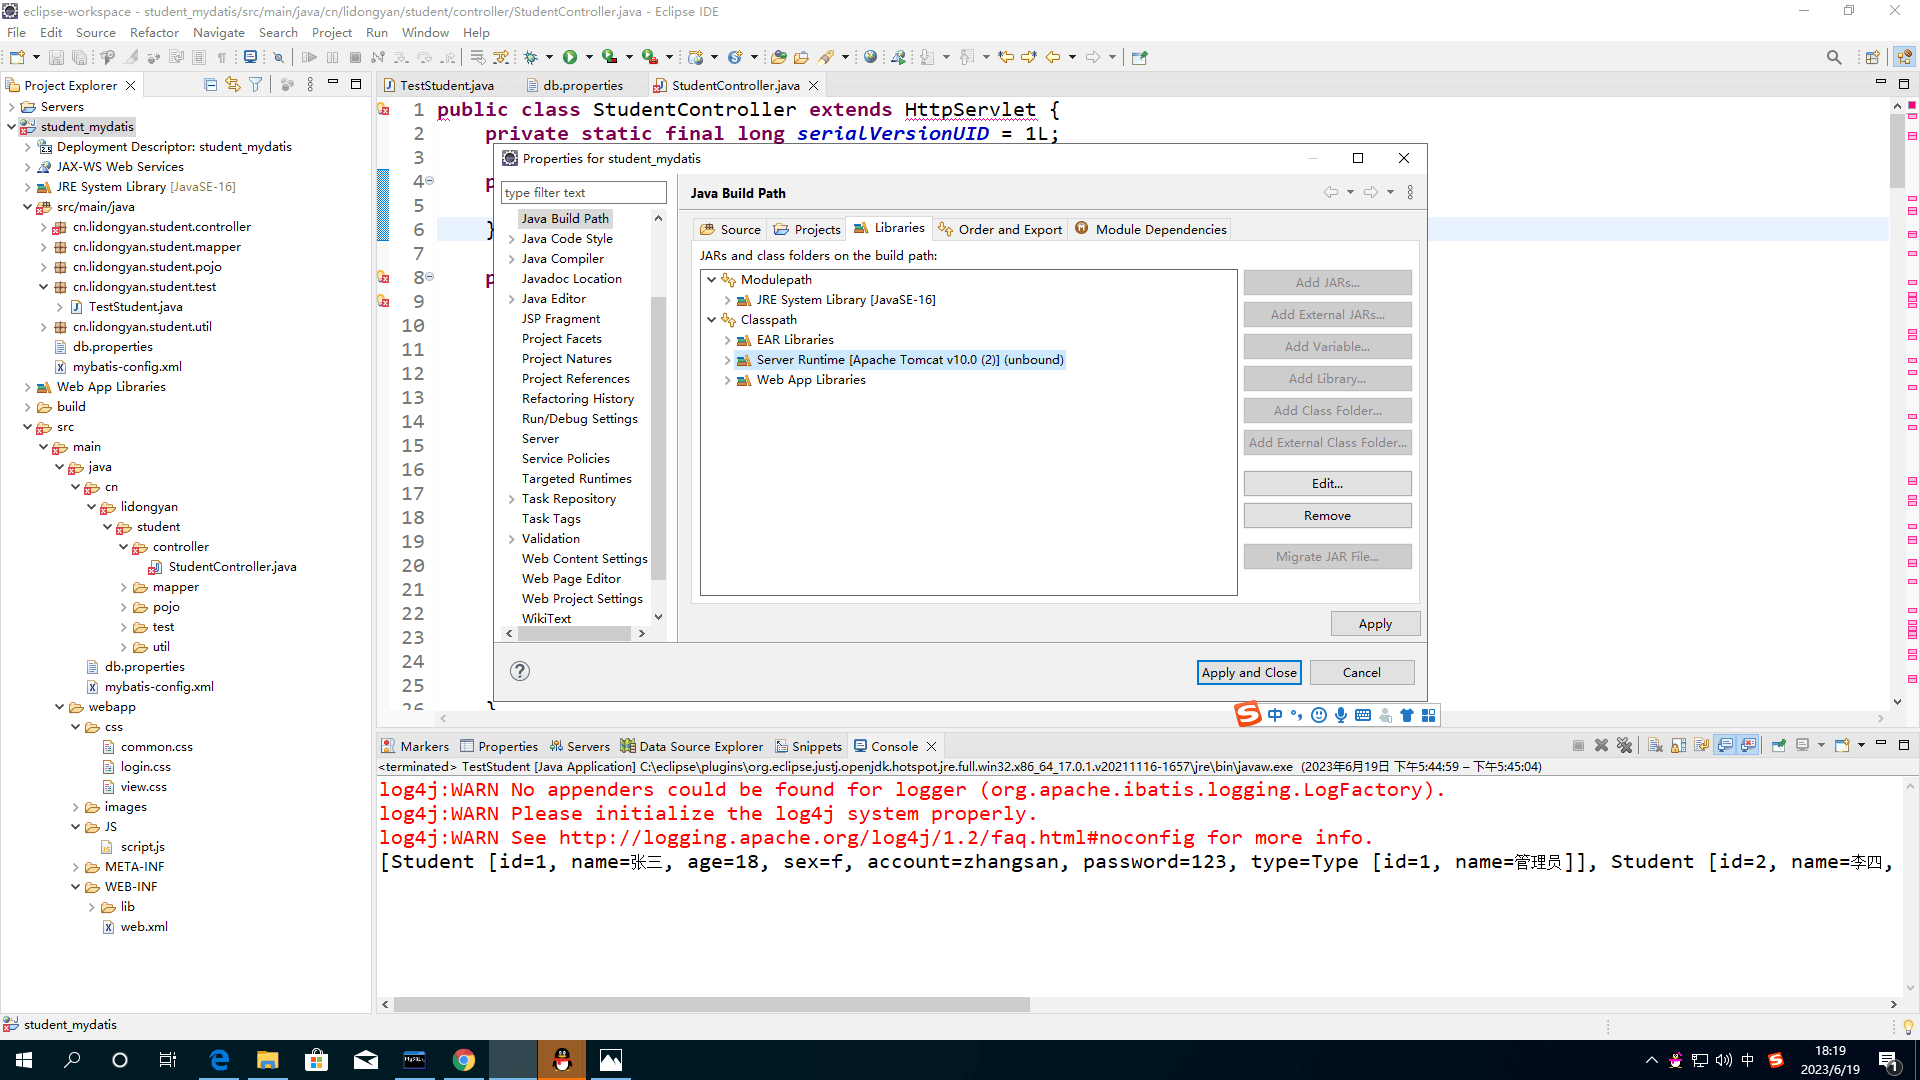 eclipse-workspace - student_mydatis/src/main/java/cn/lidongyan/student/controller/StudentController.java - Eclipse IDE
File Edit Source Refactor Navigate Search Project Run Window Help
Project Explorer
TestStudent.java db.properties StudentController.java
Servers
student_mydatis
Deployment Descriptor: student_mydatis
JAX-WS Web Services
JRE System Library [JavaSE-16]
src/main/java
cn.lidongyan.student.controller
cn.lidongyan.student.mapper
cn.lidongyan.student.pojo
cn.lidongyan.student.test
TestStudent.java
cn.lidongyan.student.util
db.properties
mybatis-config.xml
Web App Libraries
build
src
main
java
cn
lidongyan
student
controller
StudentController.java
mapper
pojo
test
util
db.properties
mybatis-config.xml
webapp
css
common.css
login.css
view.css
images
JS
script.js
META-INF
WEB-INF
lib
web.xml
1 public class StudentController extends HttpServlet {
2 private static final long serialVersionUID = 1L;
3
4 p
5
6 }
7
8 p
9
10
11
12
13
14
15
16
17
18
19
20
21
22
23
24
25
26 }
Properties for student_mydatis
type filter text
Java Build Path
Java Code Style
Java Compiler
Javadoc Location
Java Editor
JSP Fragment
Project Facets
Project Natures
Project References
Refactoring History
Run/Debug Settings
Server
Service Policies
Targeted Runtimes
Task Repository
Task Tags
Validation
Web Content Settings
Web Page Editor
Web Project Settings
WikiText
Java Build Path
Source Projects Libraries Order and Export Module Dependencies
JARs and class folders on the build path:
Modulepath
JRE System Library [JavaSE-16]
Classpath
EAR Libraries
Server Runtime [Apache Tomcat v10.0 (2)] (unbound)
Web App Libraries
Add JARs...
Add External JARs...
Add Variable...
Add Library...
Add Class Folder...
Add External Class Folder...
Edit...
Remove
Migrate JAR File...
Apply
Apply and Close Cancel
中
Markers Properties Servers Data Source Explorer Snippets Console
<terminated> TestStudent [Java Application] C:\eclipse\plugins\org.eclipse.justj.openjdk.hotspot.jre.full.win32.x86_64_17.0.1.v20211116-1657\jre\bin\javaw.exe (2023年6月19日 下午5:44:59 – 下午5:45:04)
log4j:WARN No appenders could be found for logger (org.apache.ibatis.logging.LogFactory).
log4j:WARN Please initialize the log4j system properly.
log4j:WARN See http://logging.apache.org/log4j/1.2/faq.html#noconfig for more info.
[Student [id=1, name=张三, age=18, sex=f, account=zhangsan, password=123, type=Type [id=1, name=管理员]], Student [id=2, name=李四,
student_mydatis
MySQL
中
18:19
2023/6/19
1